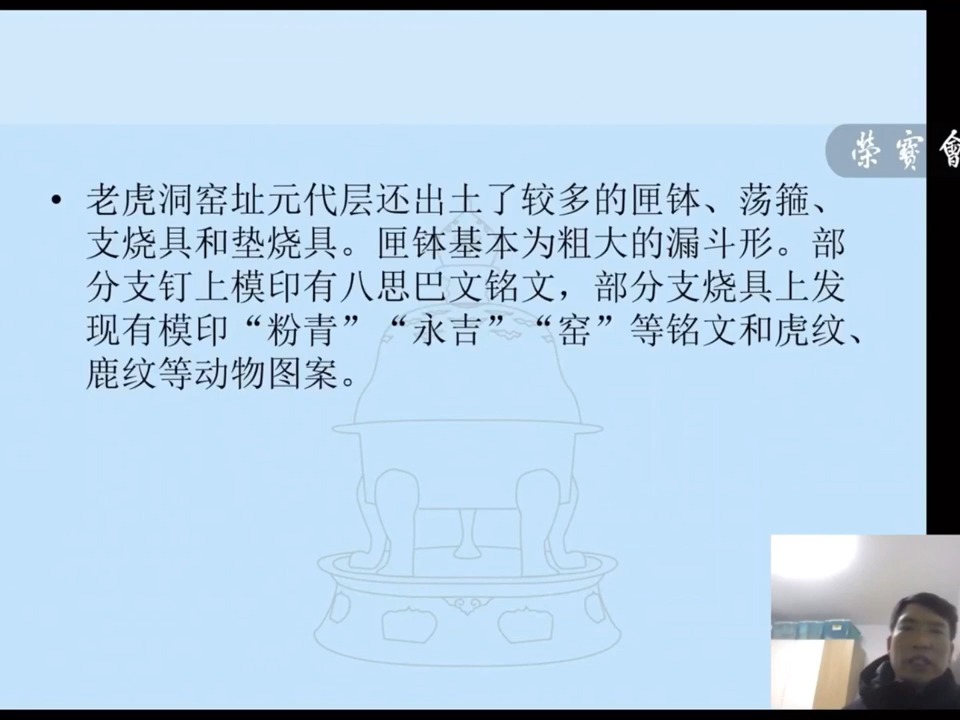 榮寳會
• 老虎洞窑址元代层还出土了较多的匣钵、荡箍、
支烧具和垫烧具。匣钵基本为粗大的漏斗形。部
分支钉上模印有八思巴文铭文，部分支烧具上发
现有模印“粉青”“永吉”“窑”等铭文和虎纹、
鹿纹等动物图案。